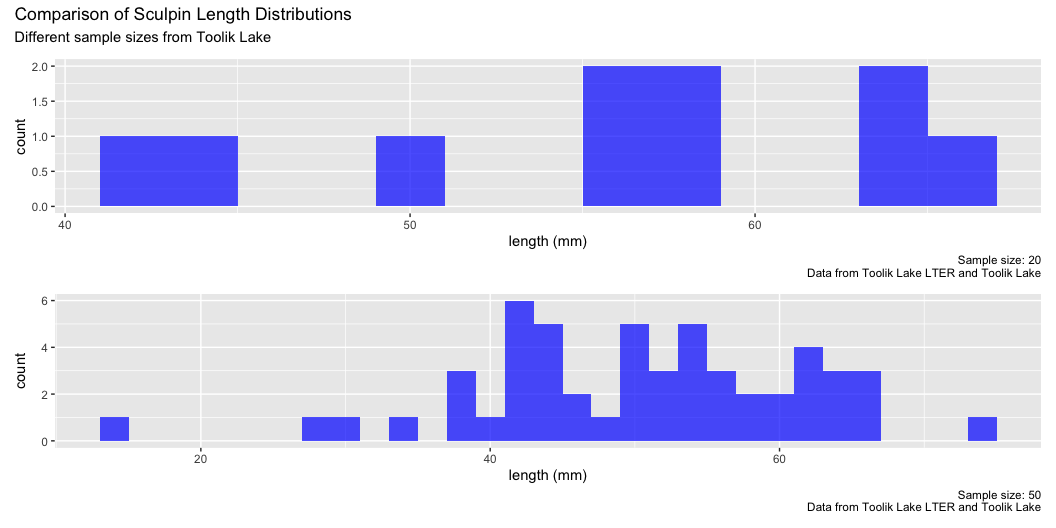 Comparison of Sculpin Length Distributions
Different sample sizes from Toolik Lake
2.0
1.5
1.0
0.5
0.0
count
40 50 60
length (mm)
Sample size: 20
Data from Toolik Lake LTER and Toolik Lake
6
4
2
0
count
20 40 60
length (mm)
Sample size: 50
Data from Toolik Lake LTER and Toolik Lake